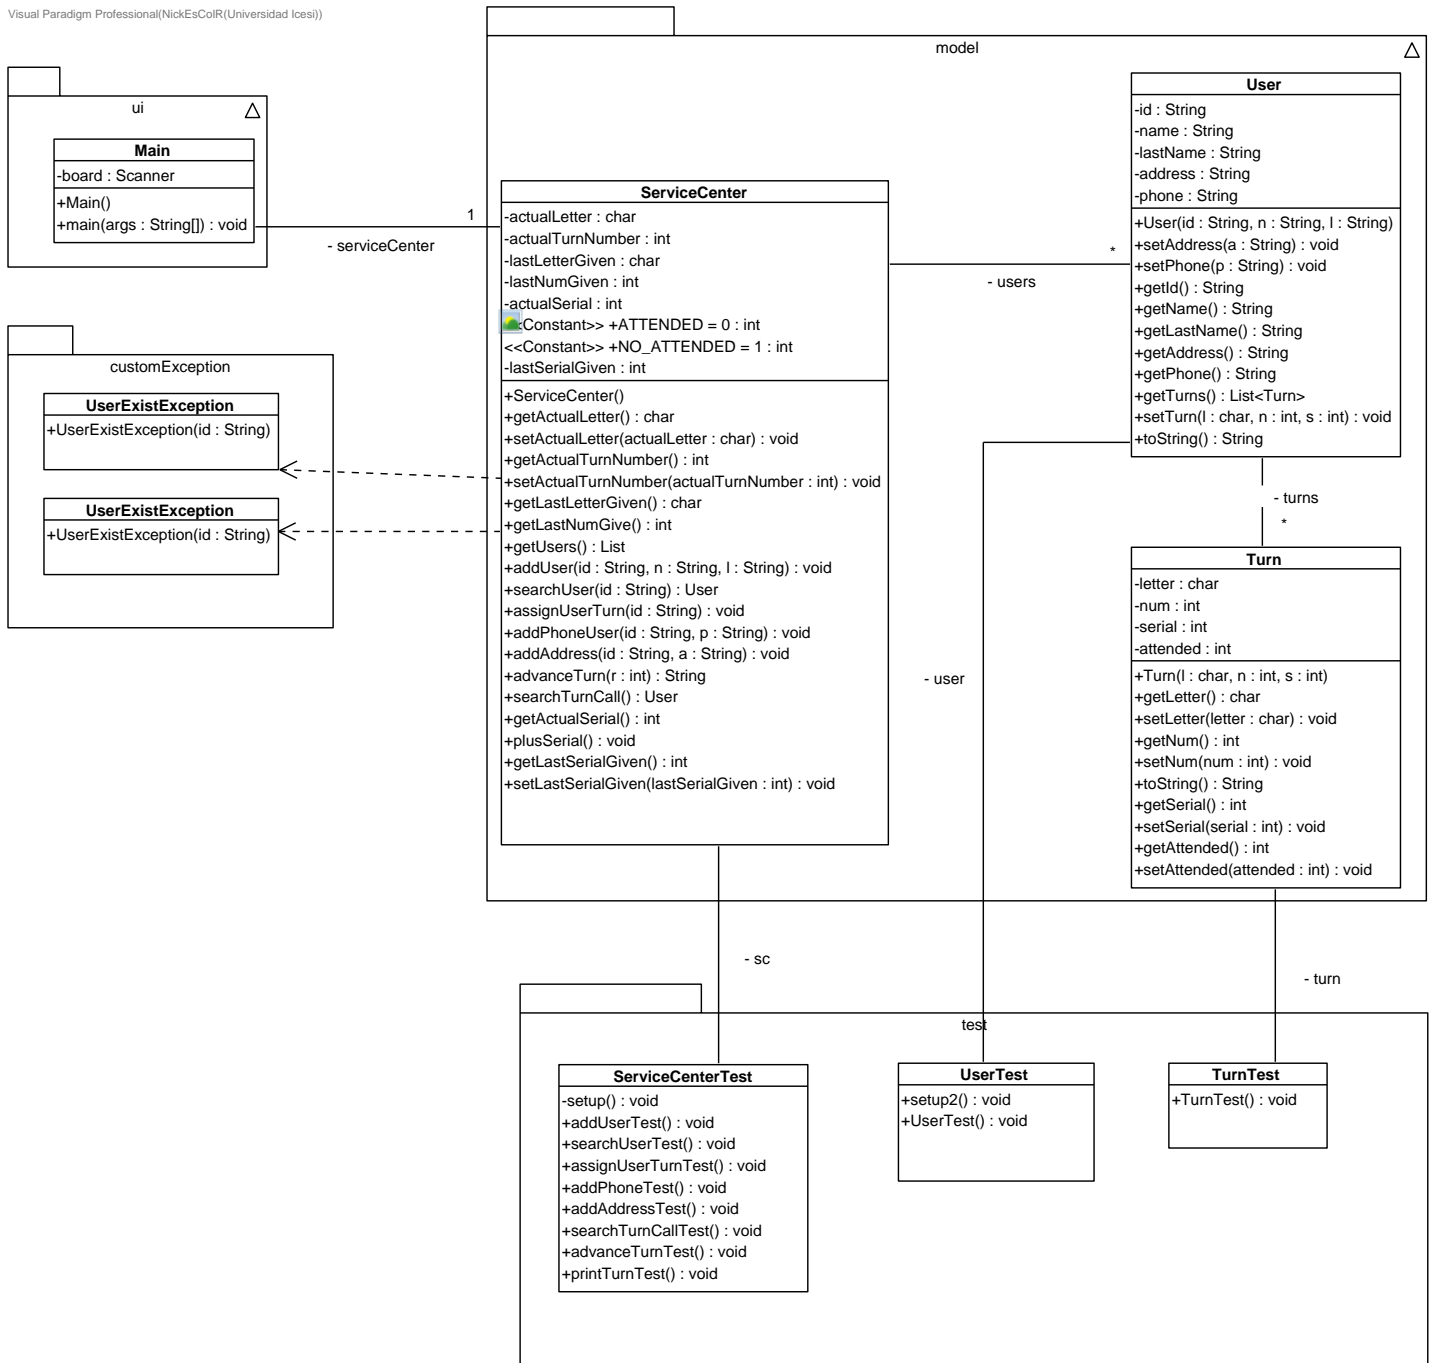 Visual Paradigm Professional(NickEsColR(Universidad Icesi))
model
ui
Main
-board : Scanner
+Main()
+main(args : String[]) : void
1
- serviceCenter
customException
UserExistException
+UserExistException(id : String)
UserExistException
+UserExistException(id : String)
ServiceCenter
-actualLetter : char
-actualTurnNumber : int
-lastLetterGiven : char
-lastNumGiven : int
-actualSerial : int
<Constant>> +ATTENDED = 0 : int
<<Constant>> +NO_ATTENDED = 1 : int
-lastSerialGiven : int
+ServiceCenter()
+getActualLetter() : char
+setActualLetter(actualLetter : char) : void
+getActualTurnNumber() : int
+setActualTurnNumber(actualTurnNumber : int) : void
+getLastLetterGiven() : char
+getLastNumGive() : int
+getUsers() : List
+addUser(id : String, n : String, l : String) : void
+searchUser(id : String) : User
+assignUserTurn(id : String) : void
+addPhoneUser(id : String, p : String) : void
+addAddress(id : String, a : String) : void
+advanceTurn(r : int) : String
+searchTurnCall() : User
+getActualSerial() : int
+plusSerial() : void
+getLastSerialGiven() : int
+setLastSerialGiven(lastSerialGiven : int) : void
*
- users
User
-id : String
-name : String
-lastName : String
-address : String
-phone : String
+User(id : String, n : String, l : String)
+setAddress(a : String) : void
+setPhone(p : String) : void
+getId() : String
+getName() : String
+getLastName() : String
+getAddress() : String
+getPhone() : String
+getTurns() : List<Turn>
+setTurn(l : char, n : int, s : int) : void
+toString() : String
- turns
*
Turn
-letter : char
-num : int
-serial : int
-attended : int
+Turn(l : char, n : int, s : int)
+getLetter() : char
+setLetter(letter : char) : void
+getNum() : int
+setNum(num : int) : void
+toString() : String
+getSerial() : int
+setSerial(serial : int) : void
+getAttended() : int
+setAttended(attended : int) : void
- user
- sc
- turn
test
ServiceCenterTest
-setup() : void
+addUserTest() : void
+searchUserTest() : void
+assignUserTurnTest() : void
+addPhoneTest() : void
+addAddressTest() : void
+searchTurnCallTest() : void
+advanceTurnTest() : void
+printTurnTest() : void
UserTest
+setup2() : void
+UserTest() : void
TurnTest
+TurnTest() : void